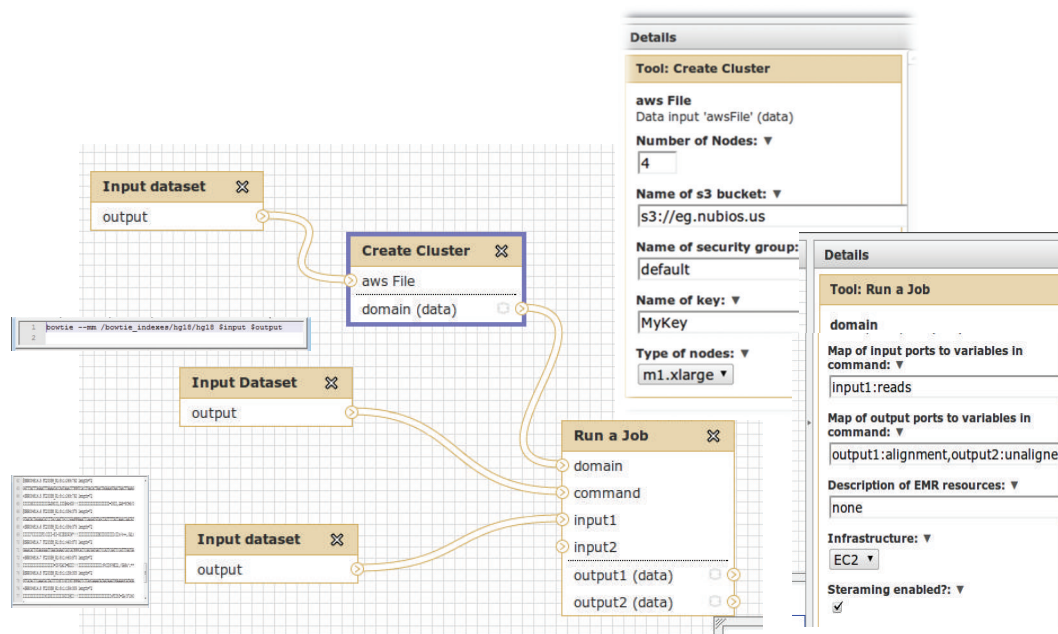 Details
Tool: Create Cluster
aws File
Data input 'awsFile' (data)
Number of Nodes: ▼
4
Name of s3 bucket: ▼
s3://eg.nubios.us
Name of security group:
default
Name of key: ▼
MyKey
Type of nodes: ▼
m1.xlarge ▼
Input dataset
output
Create Cluster
aws File
domain (data)
1 bowtie --mm /bowtie_indexes/hg18/hg18 $input $output
2
Input Dataset
output
Input dataset
output
Run a Job
domain
command
input1
input2
output1 (data)
output2 (data)
Details
Tool: Run a Job
domain
Map of input ports to variables in
command: ▼
input1:reads
Map of output ports to variables in
command: ▼
output1:alignment,output2:unaligne
Description of EMR resources: ▼
none
Infrastructure: ▼
EC2 ▼
Steraming enabled?: ▼